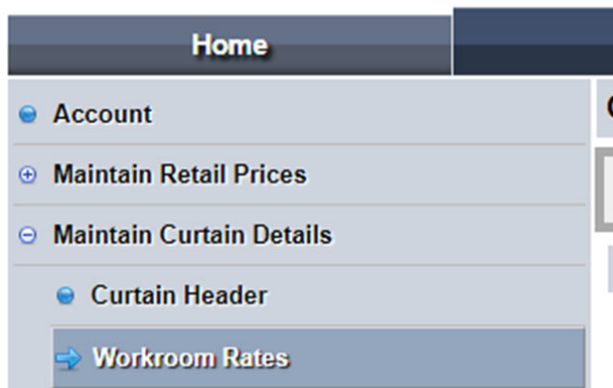 Home
Account
Maintain Retail Prices
Maintain Curtain Details
Curtain Header
Workroom Rates